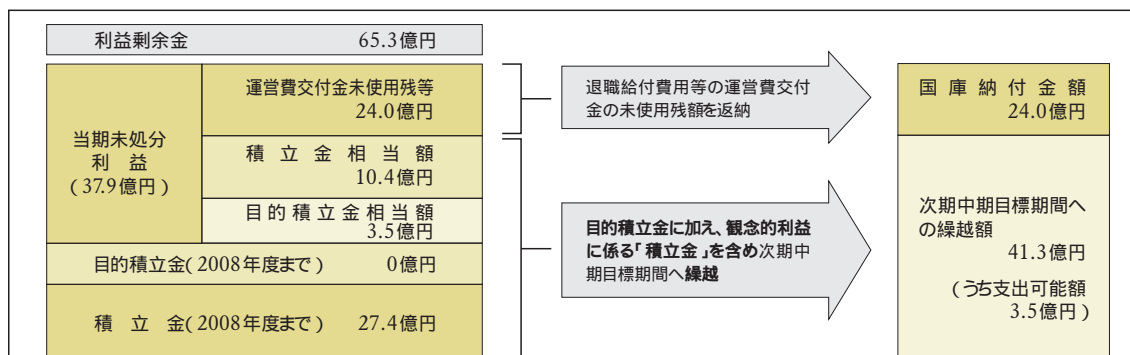 利益剰余金 65.3億円
当期未処分
利益
(37.9億円)
運営費交付金未使用残等
24.0億円
積立金相当額
10.4億円
目的積立金相当額
3.5億円
目的積立金(2008年度まで) 0億円
積立金(2008年度まで) 27.4億円
退職給付費用等の運営費交付
金の未使用残額を返納
目的積立金に加え、観念的利益
に係る「積立金」を含め次期中
期目標期間へ繰越
国庫納付金額
24.0億円
次期中期目標期間へ
の繰越額
41.3億円
(うち支出可能額
3.5億円)